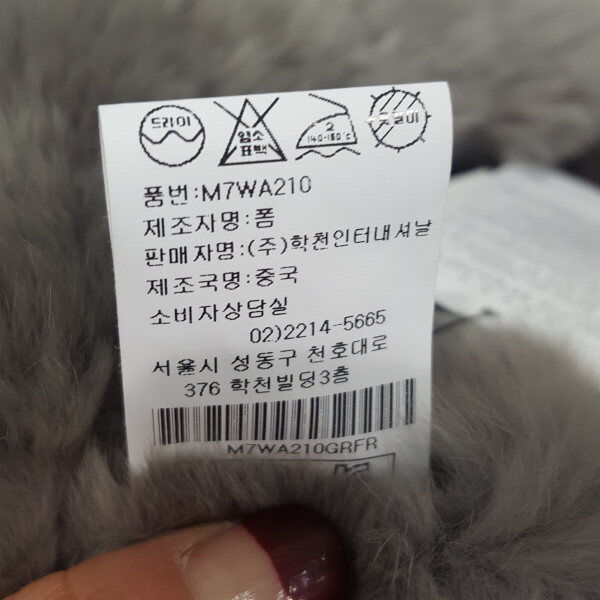 드라이
염소
표백
2
140-160℃
품번:M7WA210
제조자명:폼
판매자명:(주)학천인터내셔날
제조국명:중국
소비자상담실
02)2214-5665
서울시 성동구 천호대로
376 학천빌딩3층
M7WA210GRFR